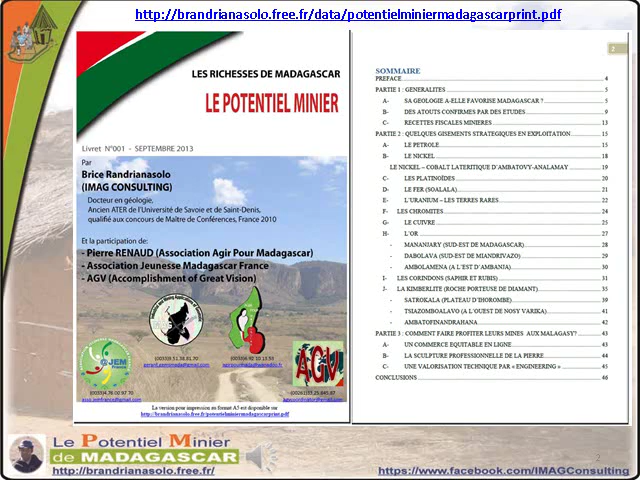 http://brandrianasolo.free.fr/data/potentielminiermadagascarprint.pdf
LES RICHESSES DE MADAGASCAR
LE POTENTIEL MINIER
Livret N°001 - SEPTEMBRE 2013
Par
Brice Randrianasolo
(IMAG CONSULTING)
Docteur en géologie,
Ancien ATER de l'Université de Savoie et de Saint-Denis,
qualifié aux concours de Maître de Conférences, France 2010
Et la participation de:
- Pierre RENAUD (Association Agir Pour Madagascar)
- Association Jeunesse Madagascar France
- AGV (Accomplishment of Great Vision)
@JEM
France
AGV
La version pour impression au format A5 est disponible sur
http://brandrianasolo.free.fr/potentielminiermadagascarprint.pdf
2
SOMMAIRE
PREFACE 4
PARTIE 1 : GENERALITES 5
A- SA GEOLOGIE A-ELLE FAVORISE MADAGASCAR ? 5
B- DES ATOUTS CONFIRMES PAR DES ETUDES 9
C- RECETTES FISCALES MINIERES 13
PARTIE 2 : QUELQUES GISEMENTS STRATEGIQUES EN EXPLOITATION 15
A- LE PETROLE 15
B- LE NICKEL 18
LE NICKEL – COBALT LATERITIQUE D'AMBATOVY-ANALAMAY 19
C- LES PLATINOÏDES 20
D- LE FER (SOALALA) 21
E- L'URANIUM – LES TERRES RARES 22
F- LES CHROMITES 24
G- LE CUIVRE 25
H- L'OR 27
- MANANJARY (SUD-EST DE MADAGASCAR) 28
- DABOLAVA (SUD-EST DE MIANDRIVAZO) 29
- AMBOLAMENA (A L'EST D'AMBANJA) 30
I- LES CORINDONS (SAPHIR ET RUBIS) 31
J- LA KIMBERLITE (ROCHE PORTEUSE DE DIAMANT) 35
- SATROKALA (PLATEAU D'IHOROMBE) 39
- TSIAZOMBOALAVO (A L'OUEST DE NOSY VARIKA) 41
- AMBATOFINANDRAHANA 42
PARTIE 3 : COMMENT FAIRE PROFITER LEURS MINES AUX MALAGASY? 43
A- UN COMMERCE EQUITABLE EN LIGNE 43
B- LA SCULPTURE PROFESSIONNELLE DE LA PIERRE 44
C- UNE VALORISATION TECHNIQUE PAR « ENGINEERING » 45
CONCLUSIONS 46
Le Potentiel Minier
de MADAGASCAR
http://brandrianasolo.free.fr/
https://www.facebook.com/IMAGConsulting
2